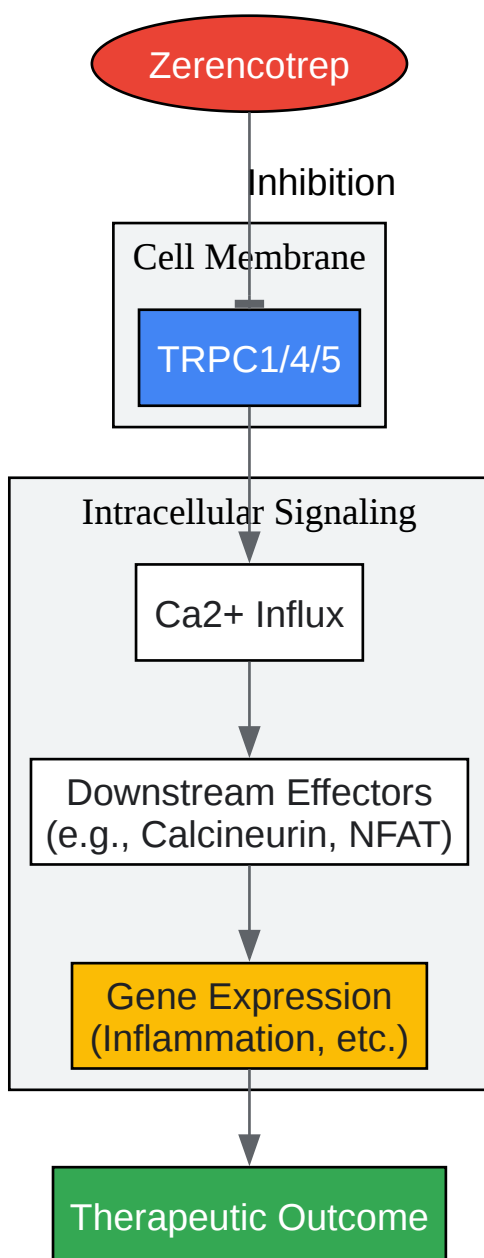 Zerencotrep
Inhibition
Cell Membrane
TRPC1/4/5
Intracellular Signaling
Ca2+ Influx
Downstream Effectors
(e.g., Calcineurin, NFAT)
Gene Expression
(Inflammation, etc.)
Therapeutic Outcome